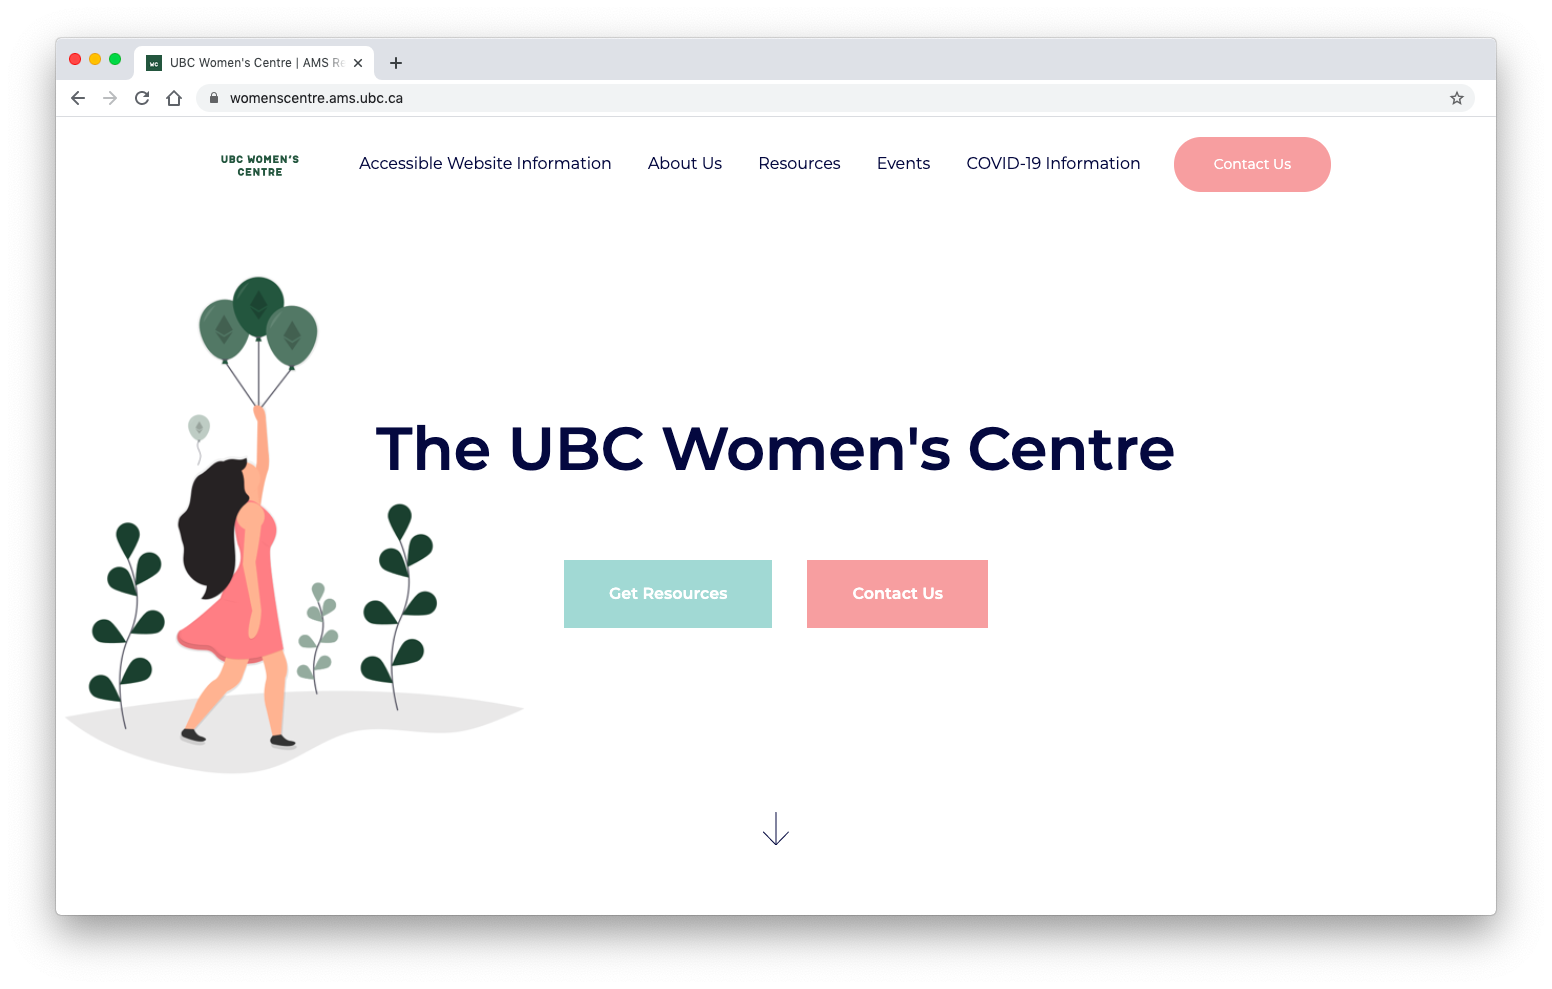 WC UBC Women's Centre | AMS Re
womenscentre.ams.ubc.ca
UBC WOMEN'S
CENTRE
Accessible Website Information About Us Resources Events COVID-19 Information Contact Us
The UBC Women's Centre
Get Resources Contact Us